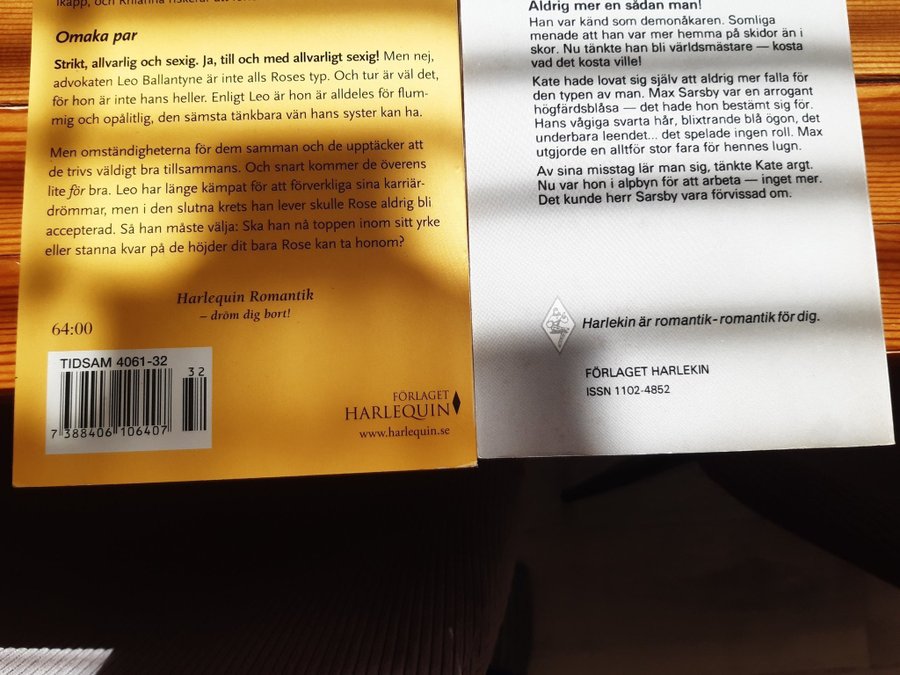 Omaka par
Strikt, allvarlig och sexig. Ja, till och med allvarligt sexig! Men nej,
advokaten Leo Ballantyne är inte alls Roses typ. Och tur är väl det,
för hon är inte hans heller. Enligt Leo är hon är alldeles för flum-
mig och opålitlig, den sämsta tänkbara vän hans syster kan ha.
Men omständigheterna för dem samman och de upptäcker att
de trivs väldigt bra tillsammans. Och snart kommer de överens
lite för bra. Leo har länge kämpat för att förverkliga sina karriär-
drömmar, men i den slutna krets han lever skulle Rose aldrig bli
accepterad. Så han måste välja: Ska han nå toppen inom sitt yrke
eller stanna kvar på de höjder dit bara Rose kan ta honom?
Harlequin Romantik
– dröm dig bort!
64:00
TIDSAM 4061-32
32
7 388406 106407
FÖRLAGET
HARLEQUIN
www.harlequin.se
Aldrig mer en sådan man!
Han var känd som demonåkaren. Somliga
menade att han var mer hemma på skidor än i
skor. Nu tänkte han bli världsmästare — kosta
vad det kosta ville!
Kate hade lovat sig själv att aldrig mer falla för
den typen av man. Max Sarsby var en arrogant
högfärdsblåsa — det hade hon bestämt sig för.
Hans vågiga svarta hår, blixtrande blå ögon, det
underbara leendet... det spelade ingen roll. Max
utgjorde en alltför stor fara för hennes lugn.
Av sina misstag lär man sig, tänkte Kate argt.
Nu var hon i alpbyn för att arbeta — inget mer.
Det kunde herr Sarsby vara förvissad om.
Harlekin är romantik - romantik för dig.
FÖRLAGET HARLEKIN
ISSN 1102-4852